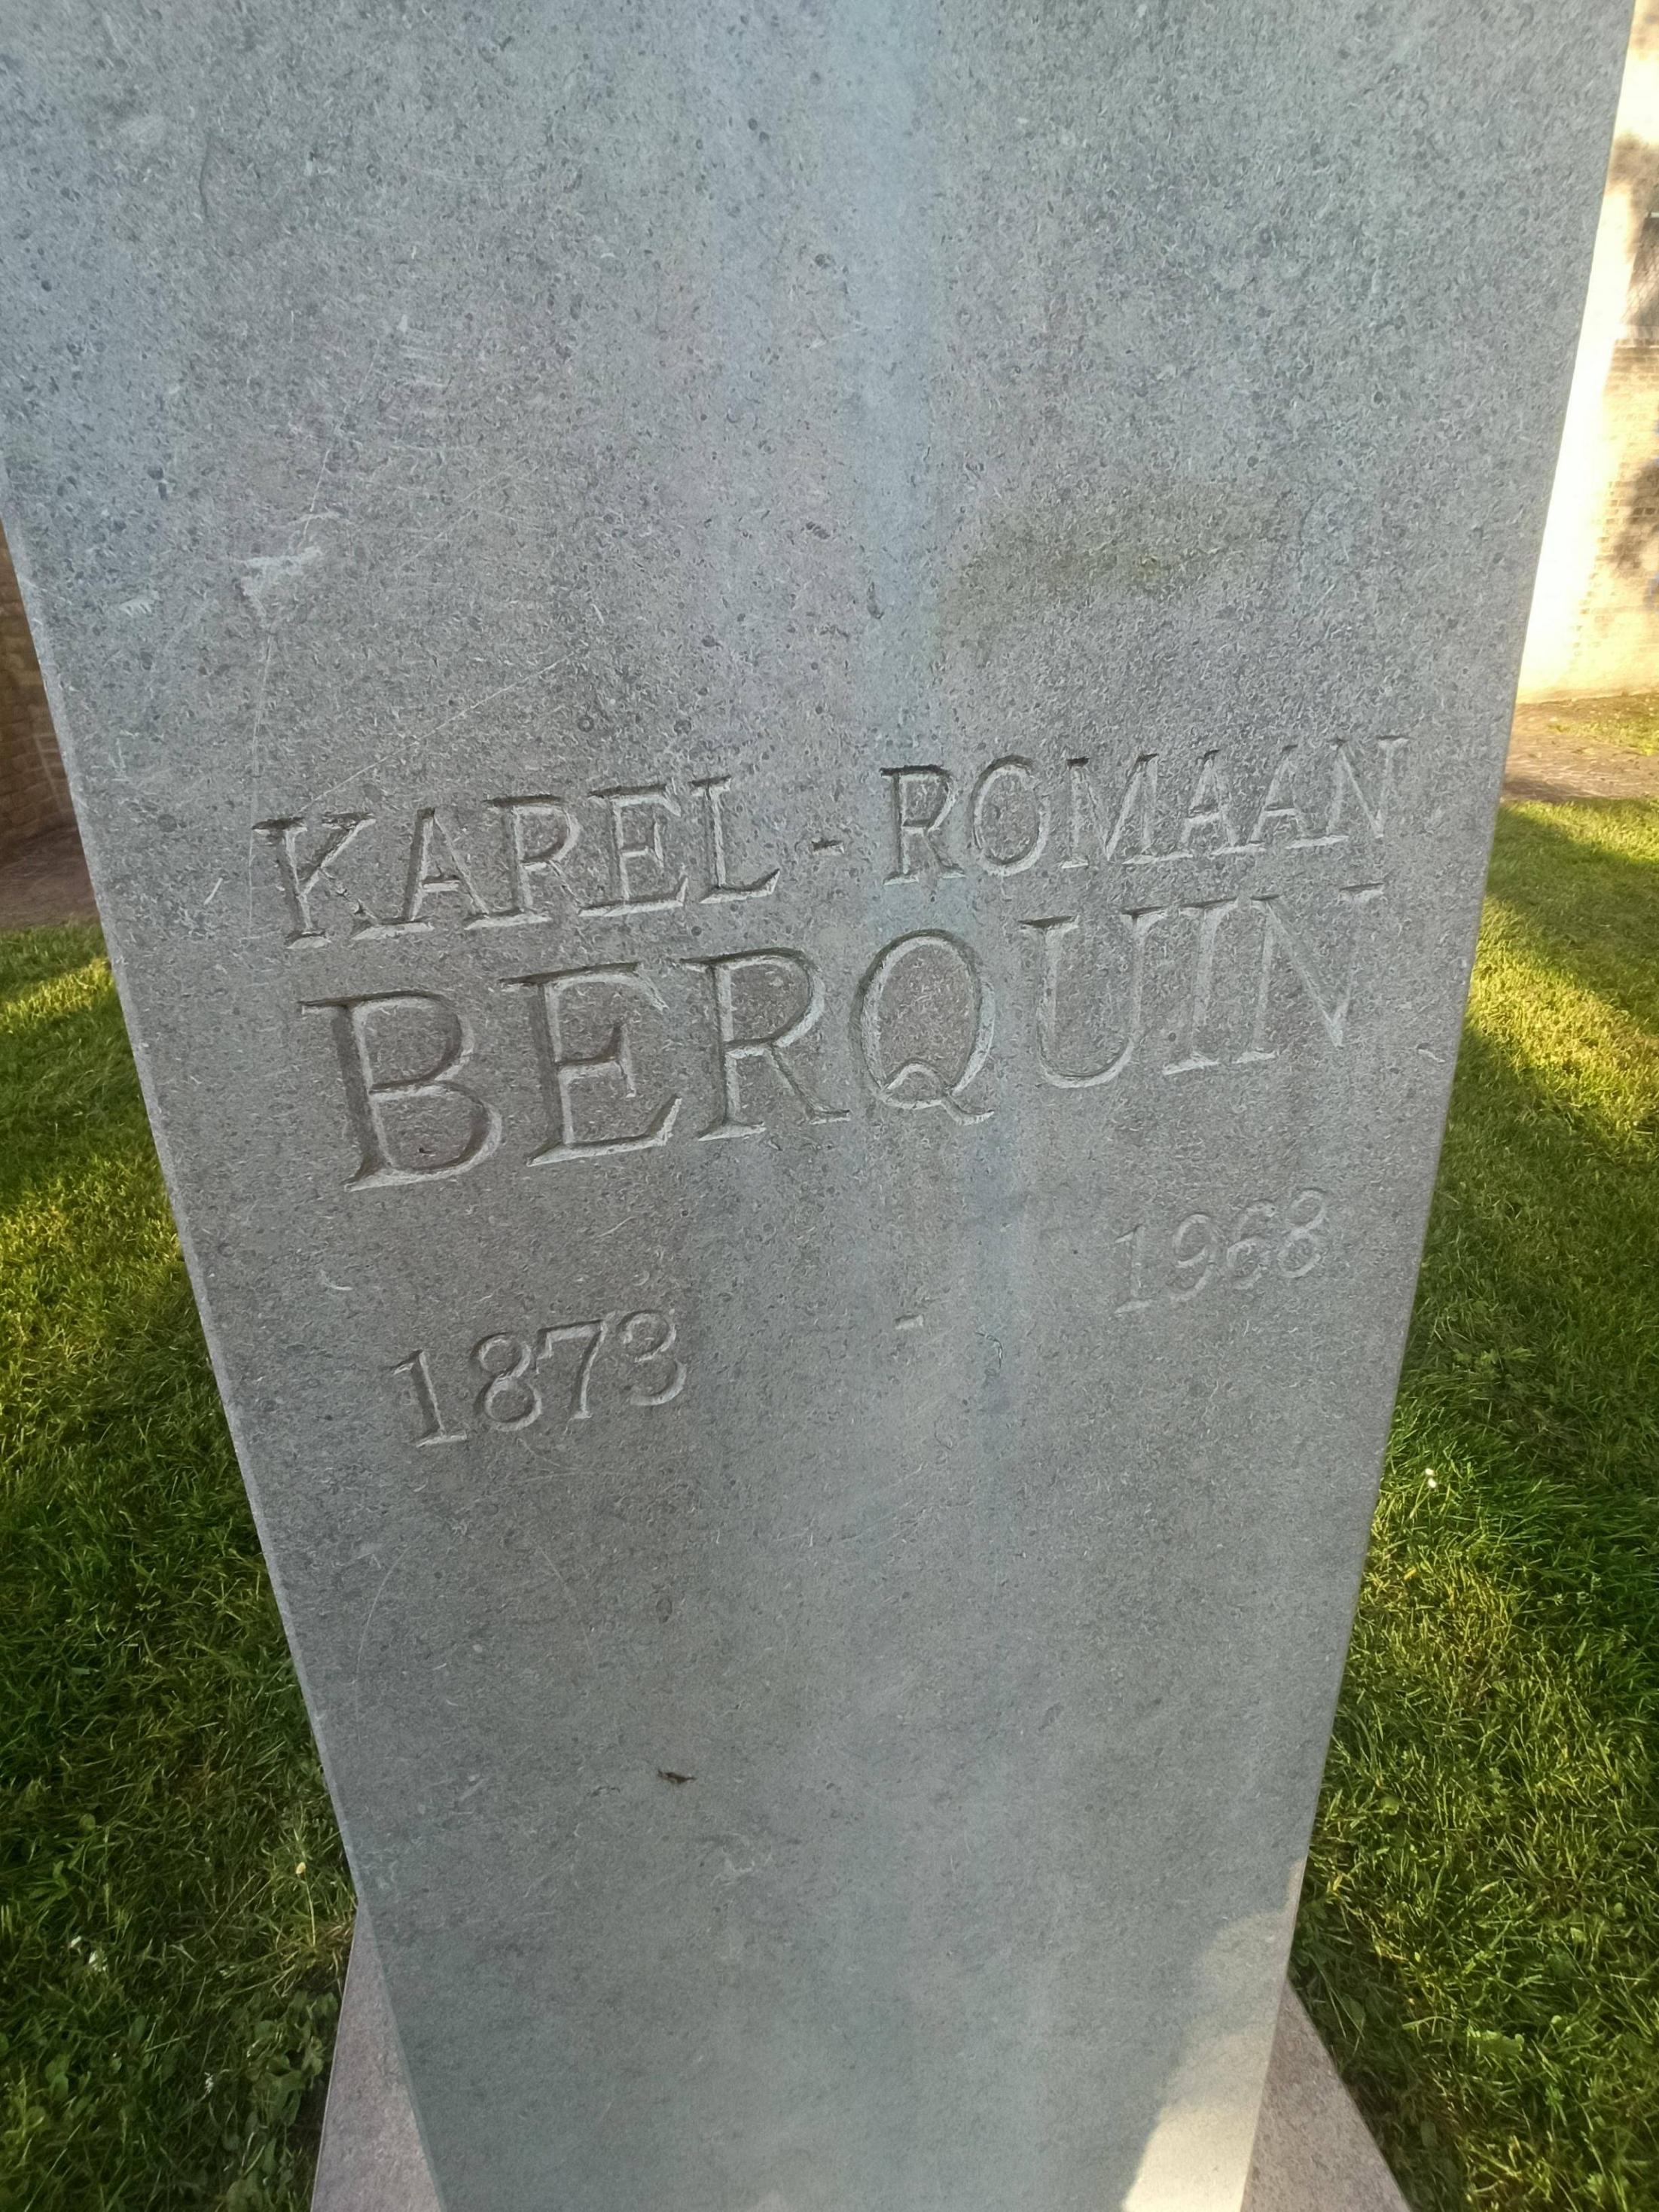 KAREL - ROMAAN
BERQUIN
1873 - 1968